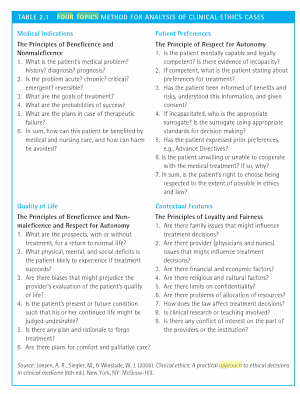 TABLE 2.1 FOUR TOPICS METHOD FOR ANALYSIS OF CLINICAL ETHICS CASES
Medical Indications
The Principles of Beneficence and
Nonmaleficence
1. What is the patient's medical problem?
history? diagnosis? prognosis?
2. Is the problem acute? chronic? critical?
emergent? reversible?
3. What are the goals of treatment?
4. What are the probabilities of success?
5. What are the plans in case of therapeutic
failure?
6. In sum, how can this patient be benefited by
medical and nursing care, and how can harm
be avoided?
Patient Preferences
The Principle of Respect for Autonomy
1. Is the patient mentally capable and legally
competent? Is there evidence of incapacity?
2. If competent, what is the patient stating about
preferences for treatment?
3. Has the patient been informed of benefits and
risks, understood this information, and given
consent?
4. If incapacitated, who is the appropriate
surrogate? Is the surrogate using appropriate
standards for decision making?
5. Has the patient expressed prior preferences,
e.g., Advance Directives?
6. Is the patient unwilling or unable to cooperate
with the medical treatment? If so, why?
7. In sum, is the patient's right to choose being
respected to the extent possible in ethics
and law?
Quality of Life
The Principles of Beneficence and Non-
maleficence and Respect for Autonomy
1. What are the prospects, with or without
treatment, for a return to normal life?
2. What physical, mental, and social deficits is
the patient likely to experience if treatment
succeeds?
3. Are there biases that might prejudice the
provider's evaluation of the patient's quality
of life?
4. Is the patient's present or future condition
such that his or her continued life might be
judged undesirable?
5. Is there any plan and rationale to forgo
treatment?
6. Are there plans for comfort and palliative care?
Contextual Features
The Principles of Loyalty and Fairness
1. Are there family issues that might influence
treatment decisions?
2. Are there provider (physicians and nurses)
issues that might influence treatment
decisions?
3. Are there financial and economic factors?
4. Are there religious and cultural factors?
5. Are there limits on confidentiality?
6. Are there problems of allocation of resources?
7. How does the law affect treatment decisions?
8. Is clinical research or teaching involved?
9. Is there any conflict of interest on the part of
the providers or the institution?
Source: Jonsen, A. R., Siegler, M., & Winslade, W. J. (2006). Clinical ethics: A practical approach to ethical decisions
in clinical medicine (6th ed.). New York, NY: McGraw-Hill.